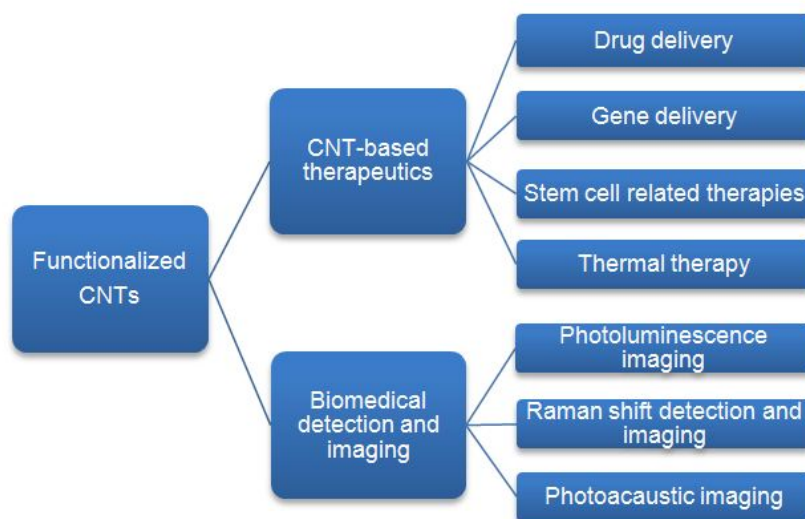 Functionalized
CNTs
CNT-based
therapeutics
Drug delivery
Gene delivery
Stem cell related therapies
Thermal therapy
Biomedical
detection and
imaging
Photoluminescence
imaging
Raman shift detection and
imaging
Photoacaustic imaging